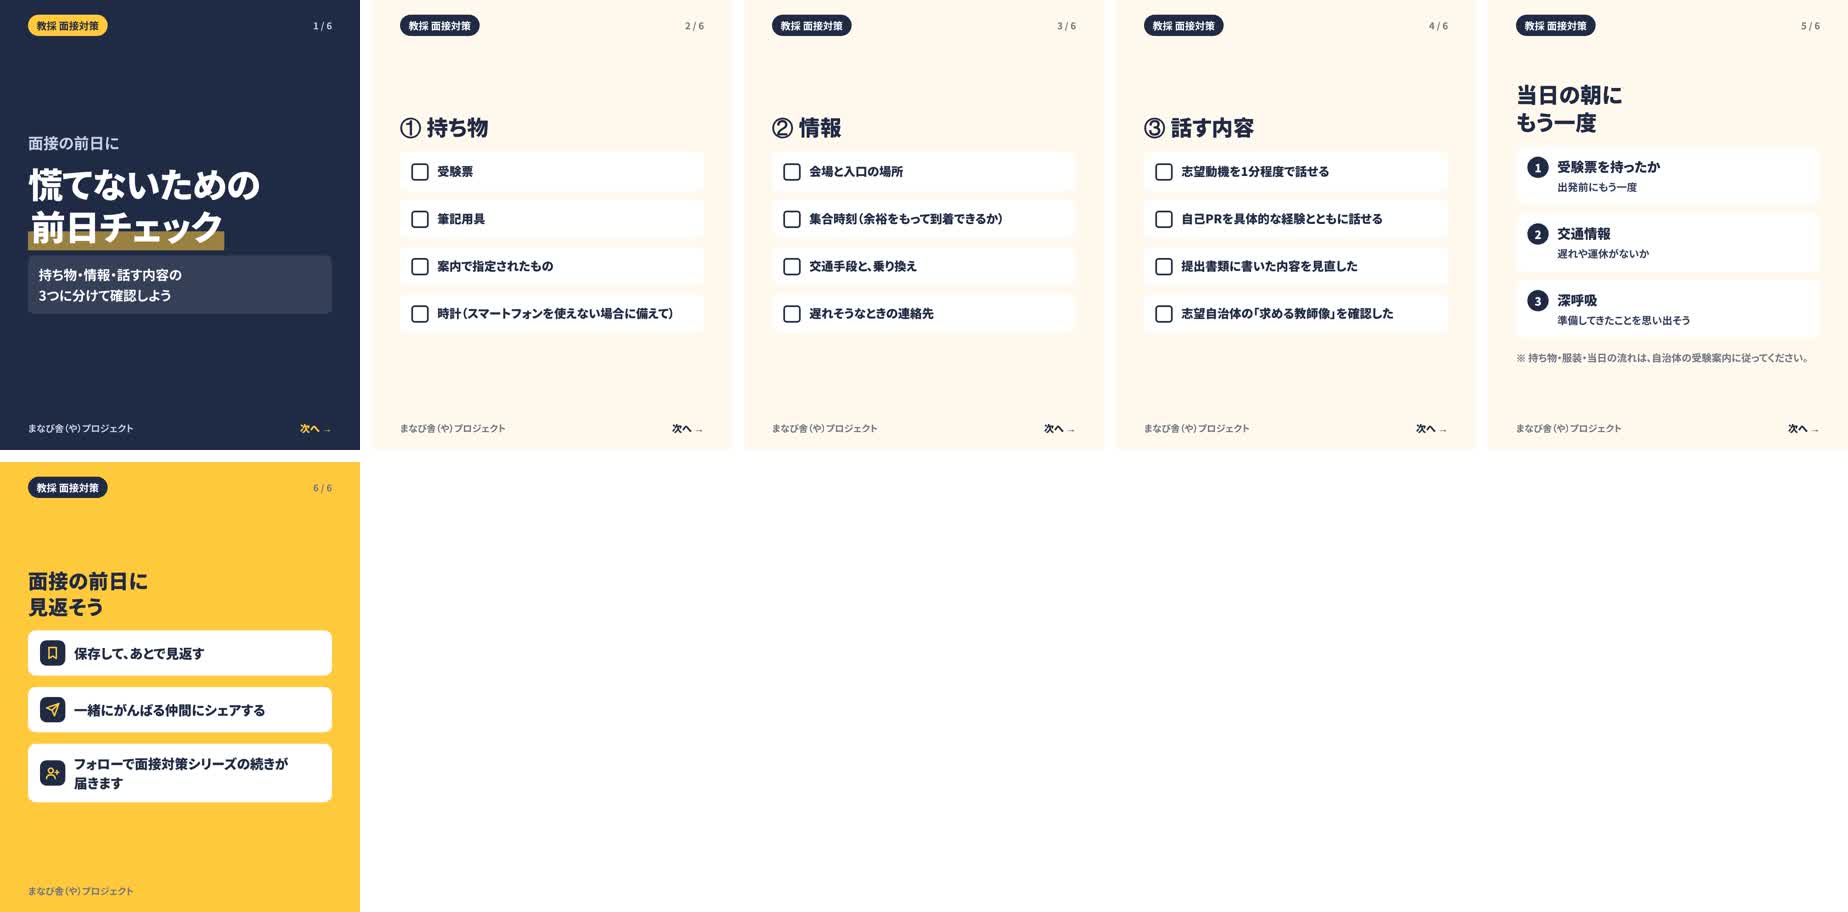 教採 面接対策
1 / 6
面接の前日に
慌てないための
前日チェック
持ち物・情報・話す内容の
3つに分けて確認しよう
まなび舎(や)プロジェクト
次へ →
教採 面接対策
2 / 6
① 持ち物
受験票
筆記用具
案内で指定されたもの
時計(スマートフォンを使えない場合に備えて)
まなび舎(や)プロジェクト
次へ →
教採 面接対策
3 / 6
② 情報
会場と入口の場所
集合時刻(余裕をもって到着できるか)
交通手段と、乗り換え
遅れそうなときの連絡先
まなび舎(や)プロジェクト
次へ →
教採 面接対策
4 / 6
③ 話す内容
志望動機を1分程度で話せる
自己PRを具体的な経験とともに話せる
提出書類に書いた内容を見直した
志望自治体の「求める教師像」を確認した
まなび舎(や)プロジェクト
次へ →
教採 面接対策
5 / 6
当日の朝に
もう一度
1 受験票を持ったか
出発前にもう一度
2 交通情報
遅れや運休がないか
3 深呼吸
準備してきたことを思い出そう
※ 持ち物・服装・当日の流れは、自治体の受験案内に従ってください。
まなび舎(や)プロジェクト
次へ →
教採 面接対策
6 / 6
面接の前日に
見返そう
保存して、あとで見返す
一緒にがんばる仲間にシェアする
フォローで面接対策シリーズの続きが
届きます
まなび舎(や)プロジェクト